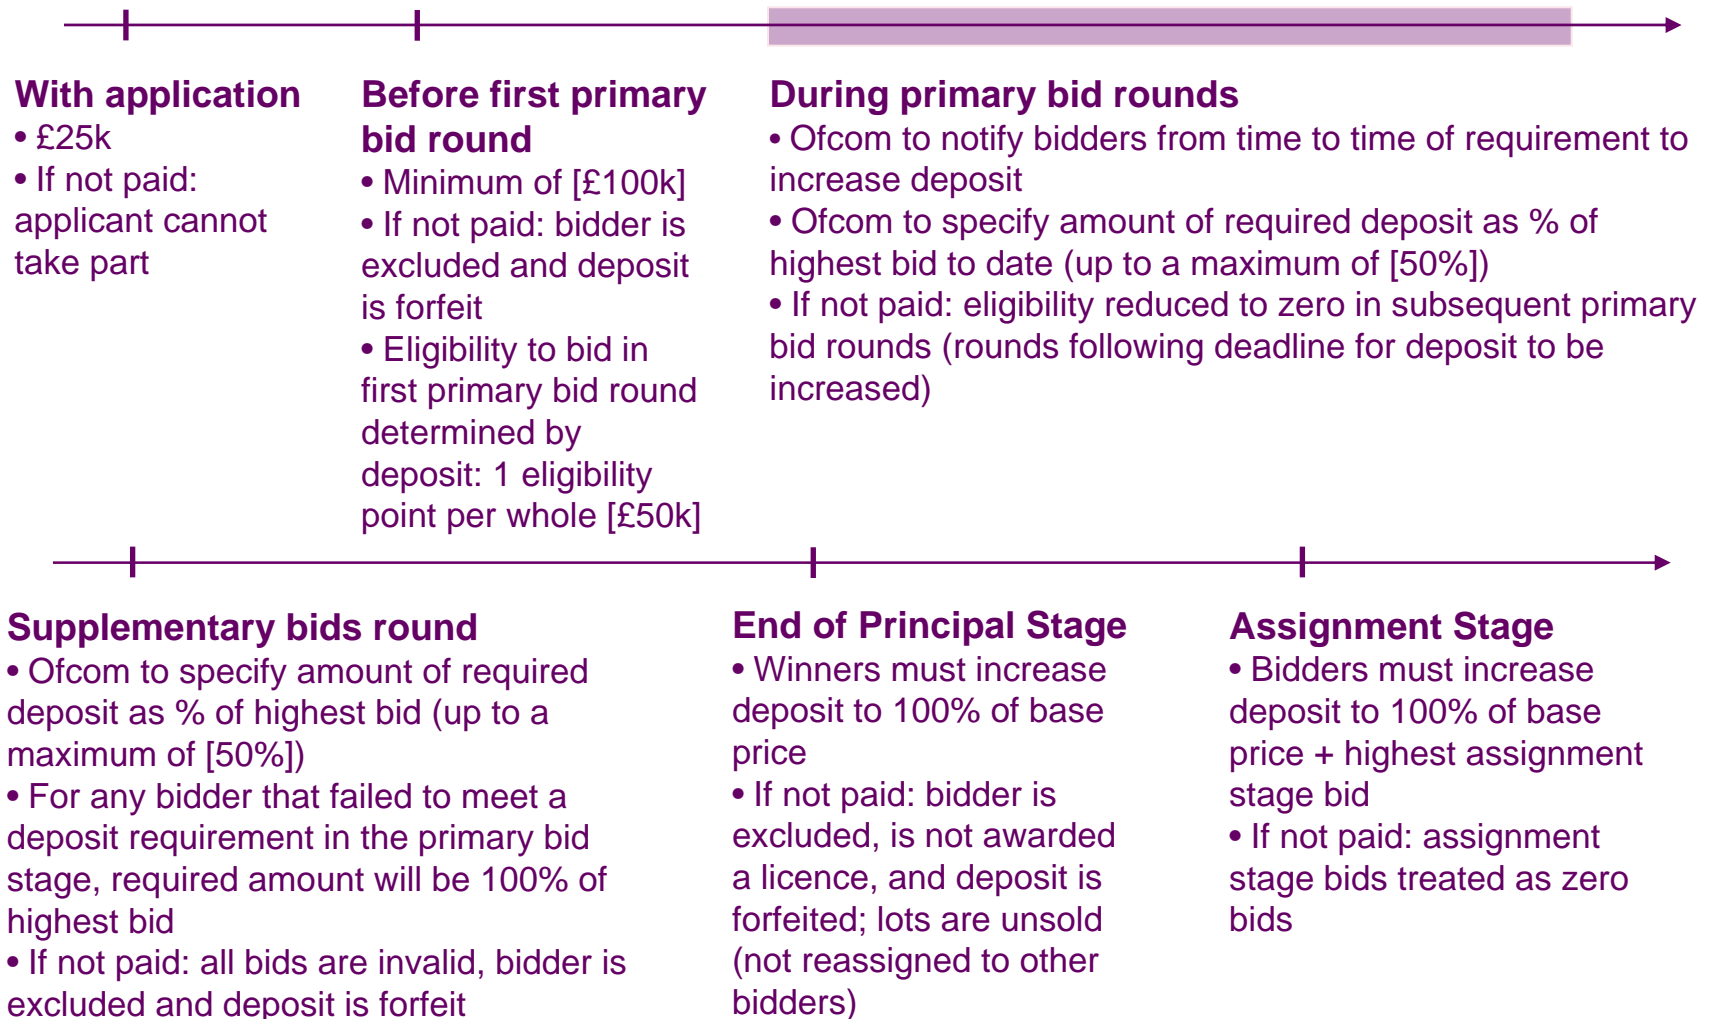 With application
• £25k
• If not paid:
applicant cannot
take part
Before first primary
bid round
• Minimum of [£100k]
• If not paid: bidder is
excluded and deposit
is forfeit
• Eligibility to bid in
first primary bid round
determined by
deposit: 1 eligibility
point per whole [£50k]
During primary bid rounds
• Ofcom to notify bidders from time to time of requirement to
increase deposit
• Ofcom to specify amount of required deposit as % of
highest bid to date (up to a maximum of [50%])
• If not paid: eligibility reduced to zero in subsequent primary
bid rounds (rounds following deadline for deposit to be
increased)
Supplementary bids round
• Ofcom to specify amount of required
deposit as % of highest bid (up to a
maximum of [50%])
• For any bidder that failed to meet a
deposit requirement in the primary bid
stage, required amount will be 100% of
highest bid
• If not paid: all bids are invalid, bidder is
excluded and deposit is forfeit
End of Principal Stage
• Winners must increase
deposit to 100% of base
price
• If not paid: bidder is
excluded, is not awarded
a licence, and deposit is
forfeited; lots are unsold
(not reassigned to other
bidders)
Assignment Stage
• Bidders must increase
deposit to 100% of base
price + highest assignment
stage bid
• If not paid: assignment
stage bids treated as zero
bids